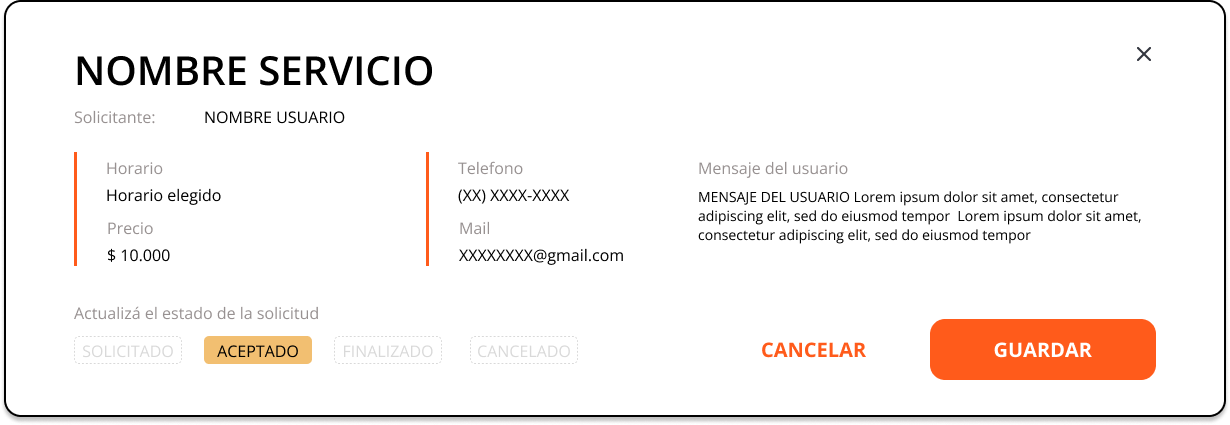 NOMBRE SERVICIO
Solicitante: NOMBRE USUARIO
Horario
Horario elegido
Precio
$ 10.000
Telefono
(XX) XXXX-XXXX
Mail
XXXXXXXX@gmail.com
Mensaje del usuario
MENSAJE DEL USUARIO Lorem ipsum dolor sit amet, consectetur
adipiscing elit, sed do eiusmod tempor  Lorem ipsum dolor sit amet,
consectetur adipiscing elit, sed do eiusmod tempor
Actualizá el estado de la solicitud
SOLICITADO ACEPTADO FINALIZADO CANCELADO
CANCELAR GUARDAR